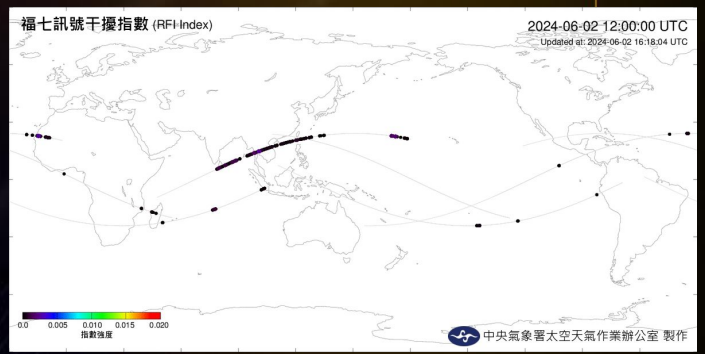 福七訊號干擾指數 (RFI Index)
2024-06-02 12:00:00 UTC
Updated at: 2024-06-02 16:18:04 UTC
0.0 0.005 0.010 0.015 0.020
指數強度
中央氣象署太空天氣作業辦公室 製作